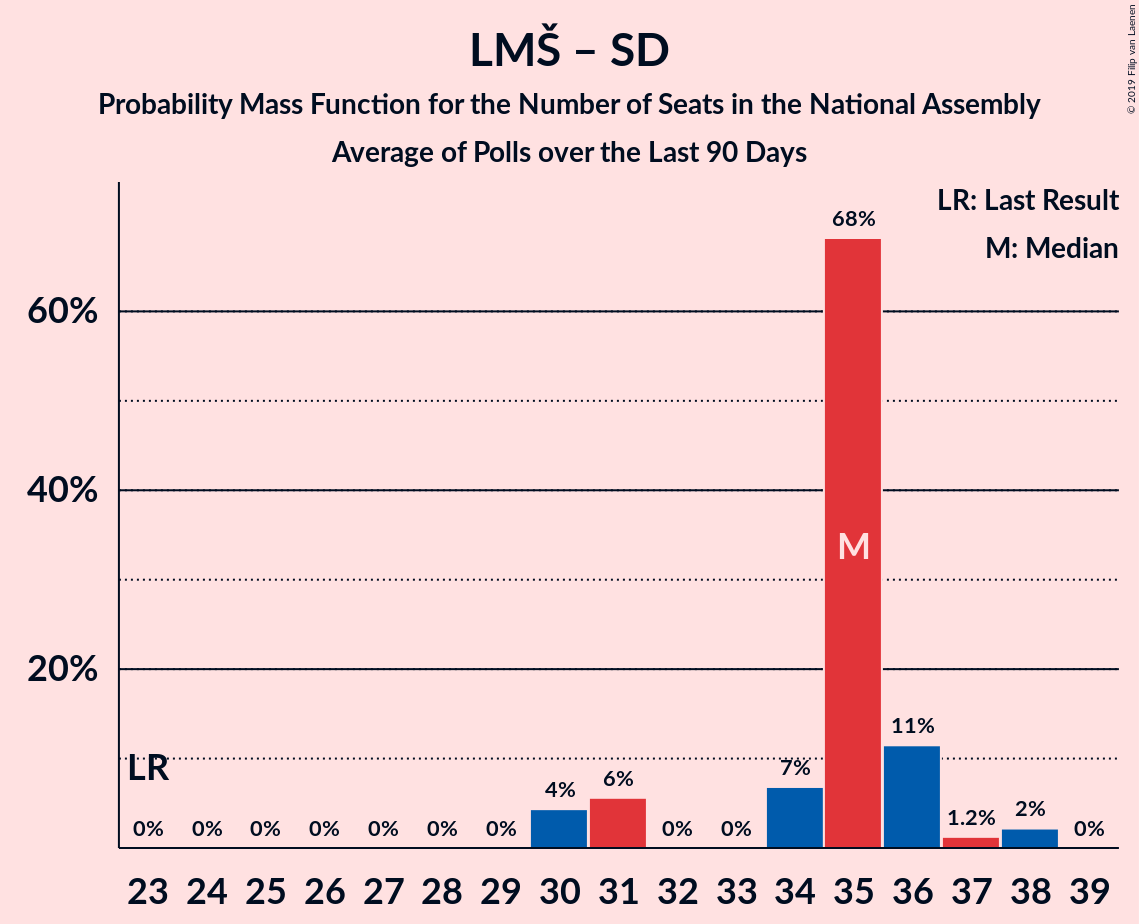 LMŠ – SD
Probability Mass Function for the Number of Seats in the National Assembly
Average of Polls over the Last 90 Days
© 2019 Filip van Laenen
LR: Last Result
M: Median
60%
40%
20%
LR
M
0% 0% 0% 0% 0% 0% 0% 4% 6% 0% 0% 7% 68% 11% 1.2% 2% 0%
23 24 25 26 27 28 29 30 31 32 33 34 35 36 37 38 39